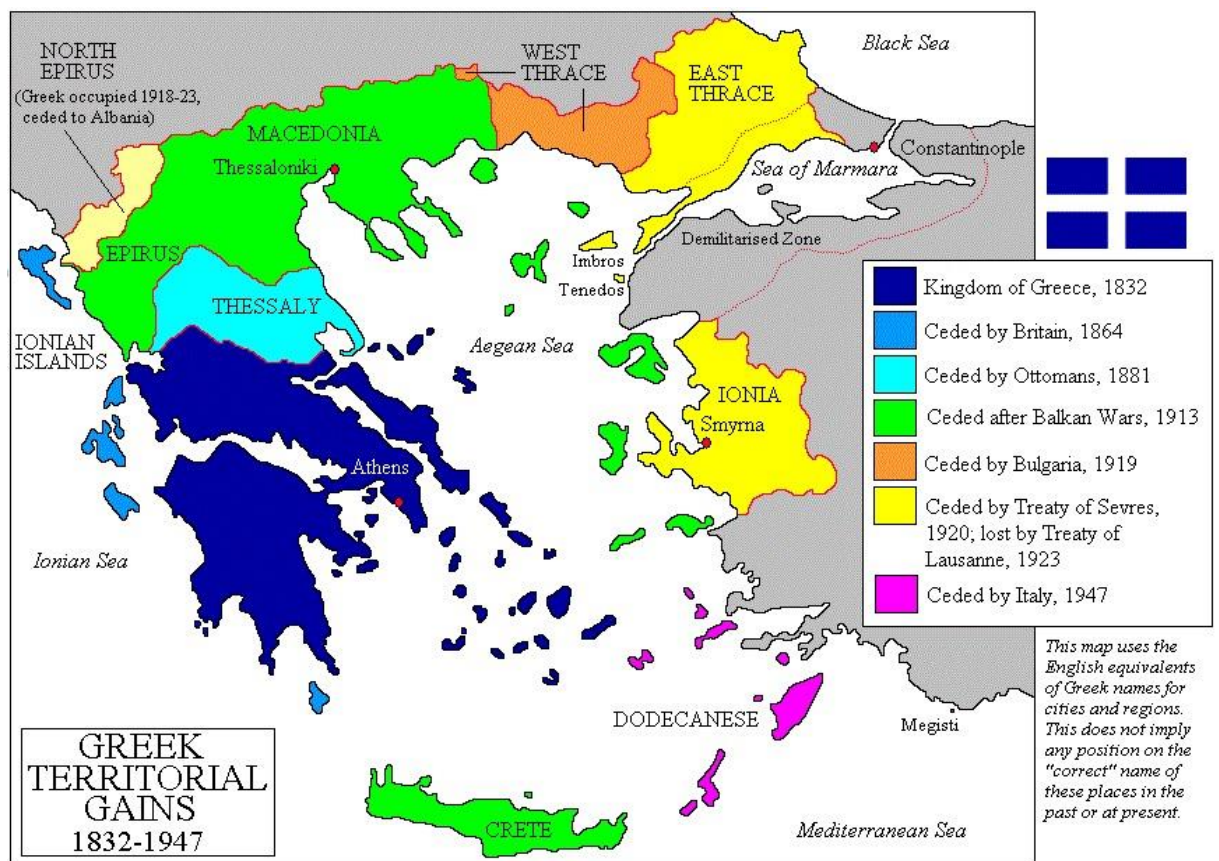 NORTH
EPIRUS
(Greek occupied 1918-23,
ceded to Albania)
WEST
THRACE
EAST
THRACE
Black Sea
MACEDONIA
Thessaloniki
Constantinople
Sea of Marmara
Demilitarised Zone
EPIRUS
Imbros
Tenedos
THESSALY
IONIAN
ISLANDS
Aegean Sea
IONIA
Smyrna
Athens
Ionian Sea
DODECANESE
Megisti
CRETE
Mediterranean Sea
GREEK
TERRITORIAL
GAINS
1832-1947
Kingdom of Greece, 1832
Ceded by Britain, 1864
Ceded by Ottomans, 1881
Ceded after Balkan Wars, 1913
Ceded by Bulgaria, 1919
Ceded by Treaty of Sevres,
1920; lost by Treaty of
Lausanne, 1923
Ceded by Italy, 1947
This map uses the
English equivalents
of Greek names for
cities and regions.
This does not imply
any position on the
"correct" name of
these places in the
past or at present.